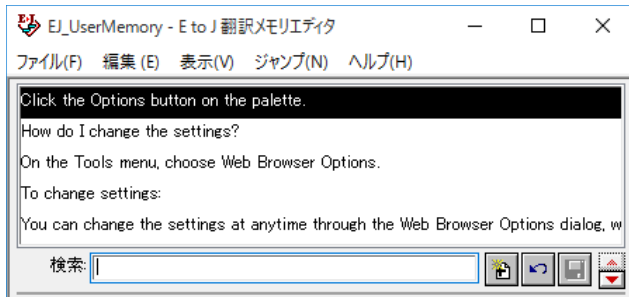 EJ_UserMemory - E to J 翻訳メモリエディタ
ファイル(F) 編集(E) 表示(V) ジャンプ(N) ヘルプ(H)
Click the Options button on the palette.
How do I change the settings?
On the Tools menu, choose Web Browser Options.
To change settings:
You can change the settings at anytime through the Web Browser Options dialog, w
検索: